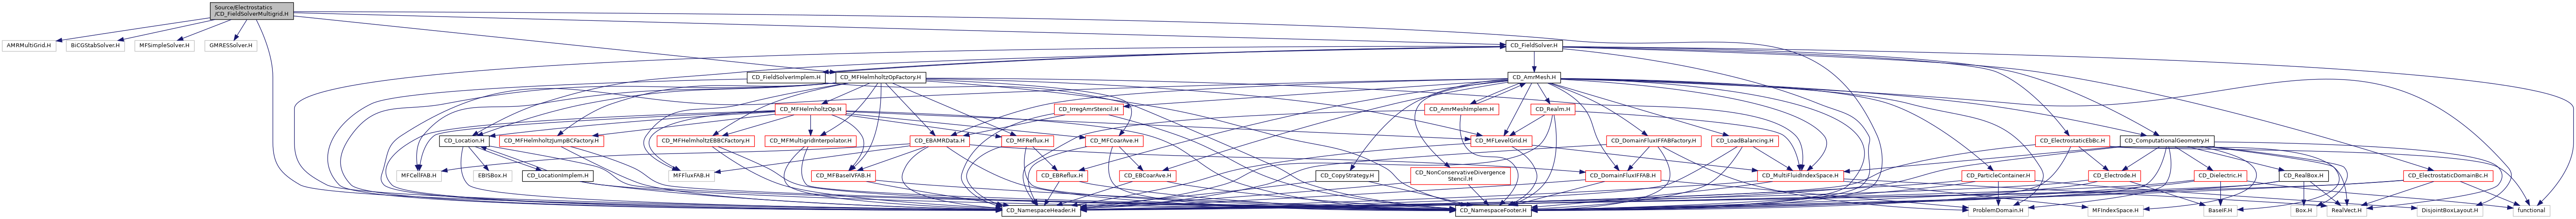 Source/Electrostatics
/CD_FieldSolverMultigrid.H
AMRMultiGrid.H
BiCGStabSolver.H
MFSimpleSolver.H
GMRESSolver.H
CD_FieldSolver.H
CD_FieldSolverImplem.H
CD_MFHelmholtzOpFactory.H
CD_AmrMesh.H
CD_MFHelmholtzOp.H
CD_IrregAmrStencil.H
CD_AmrMeshImplem.H
CD_Realm.H
CD_Location.H
CD_MFHelmholtzJumpBCFactory.H
CD_MFHelmholtzEBBCFactory.H
CD_MFMultigridInterpolator.H
CD_EBAMRData.H
CD_MFReflux.H
CD_MFCoarAve.H
CD_MFLevelGrid.H
CD_DomainFluxIFFABFactory.H
CD_LoadBalancing.H
CD_ElectrostaticEbBc.H
CD_ComputationalGeometry.H
MFCellFAB.H
EBISBox.H
CD_LocationImplem.H
MFFluxFAB.H
CD_MFBaseIVFAB.H
CD_EBReflux.H
CD_EBCoarAve.H
CD_CopyStrategy.H
CD_NonConservativeDivergence
Stencil.H
CD_DomainFluxIFFAB.H
CD_MultiFluidIndexSpace.H
CD_ParticleContainer.H
CD_Electrode.H
CD_Dielectric.H
CD_RealBox.H
CD_ElectrostaticDomainBc.H
CD_NamespaceHeader.H
CD_NamespaceFooter.H
ProblemDomain.H
MFIndexSpace.H
BaseIF.H
Box.H
RealVect.H
DisjointBoxLayout.H
functional